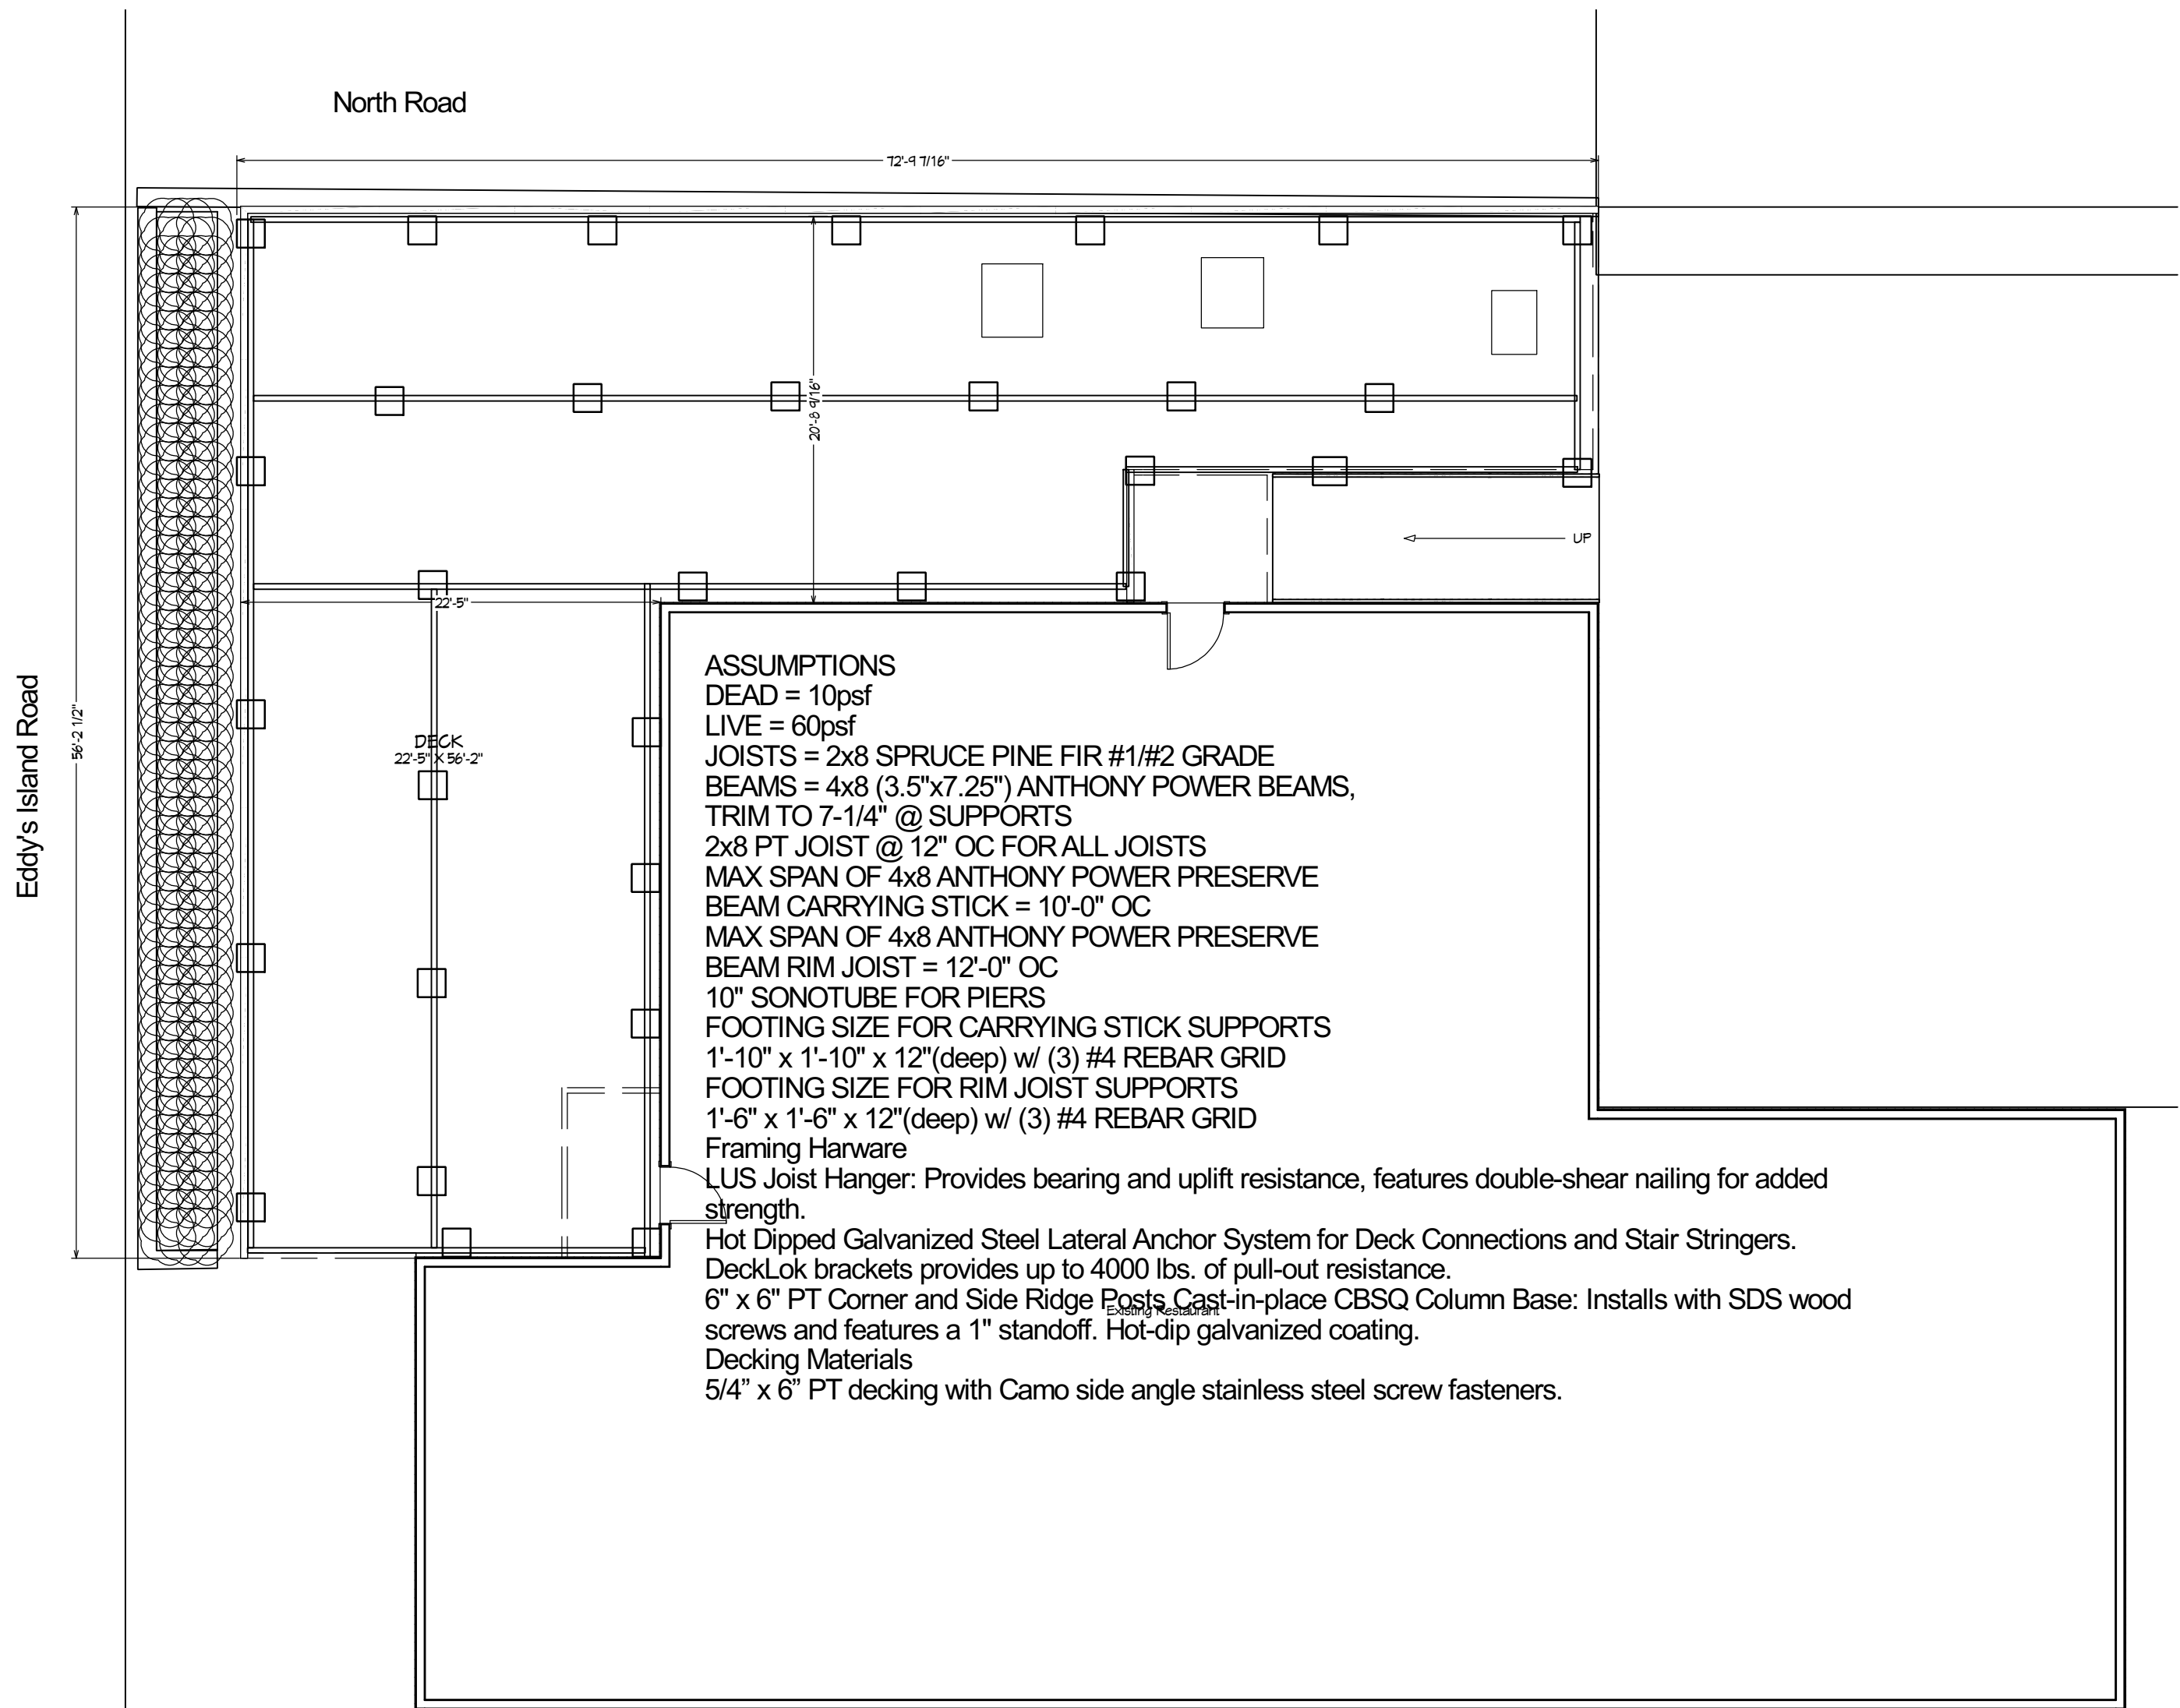 North Road
72'-9 7/16"
20'-8 9/16"
UP
22'-5"
Eddy's Island Road
56'-2 1/2"
DECK
22'-5" X 56'-2"
ASSUMPTIONS
DEAD = 10psf
LIVE = 60psf
JOISTS = 2x8 SPRUCE PINE FIR #1/#2 GRADE
BEAMS = 4x8 (3.5"x7.25") ANTHONY POWER BEAMS,
TRIM TO 7-1/4" @ SUPPORTS
2x8 PT JOIST @ 12" OC FOR ALL JOISTS
MAX SPAN OF 4x8 ANTHONY POWER PRESERVE
BEAM CARRYING STICK = 10'-0" OC
MAX SPAN OF 4x8 ANTHONY POWER PRESERVE
BEAM RIM JOIST = 12'-0" OC
10" SONOTUBE FOR PIERS
FOOTING SIZE FOR CARRYING STICK SUPPORTS
1'-10" x 1'-10" x 12"(deep) w/ (3) #4 REBAR GRID
FOOTING SIZE FOR RIM JOIST SUPPORTS
1'-6" x 1'-6" x 12"(deep) w/ (3) #4 REBAR GRID
Framing Harware
LUS Joist Hanger: Provides bearing and uplift resistance, features double-shear nailing for added
strength.
Hot Dipped Galvanized Steel Lateral Anchor System for Deck Connections and Stair Stringers.
DeckLok brackets provides up to 4000 lbs. of pull-out resistance.
6" x 6" PT Corner and Side Ridge Posts Cast-in-place CBSQ Column Base: Installs with SDS wood
Existing Restaurant
screws and features a 1" standoff. Hot-dip galvanized coating.
Decking Materials
5/4” x 6” PT decking with Camo side angle stainless steel screw fasteners.